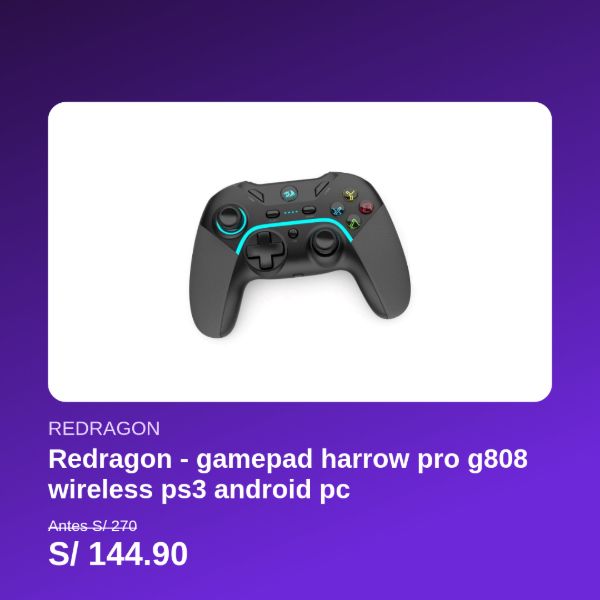 REDRAGON
Redragon - gamepad harrow pro g808
wireless ps3 android pc
Antes S/ 270
S/ 144.90